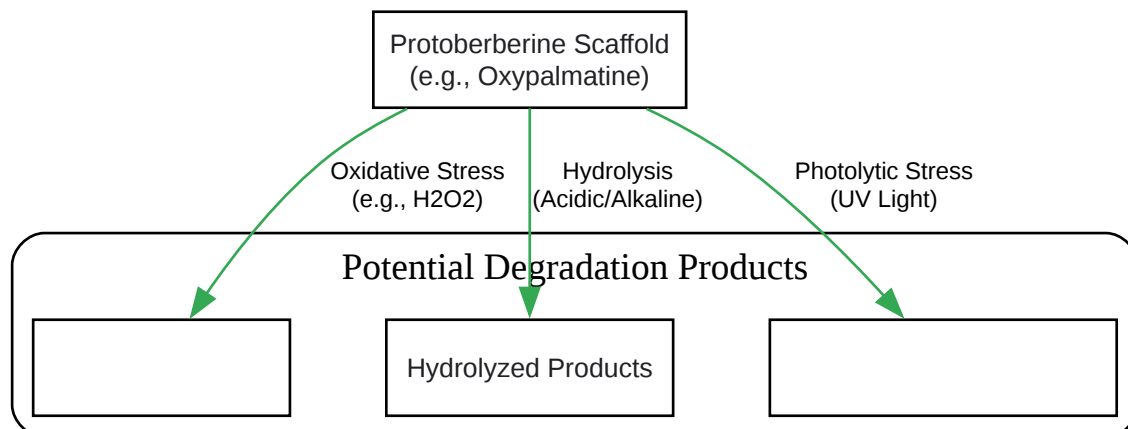 Protoberberine Scaffold
(e.g., Oxypalmatine)
Oxidative Stress
(e.g., H2O2)
Hydrolysis
(Acidic/Alkaline)
Photolytic Stress
(UV Light)
Potential Degradation Products
Hydrolyzed Products